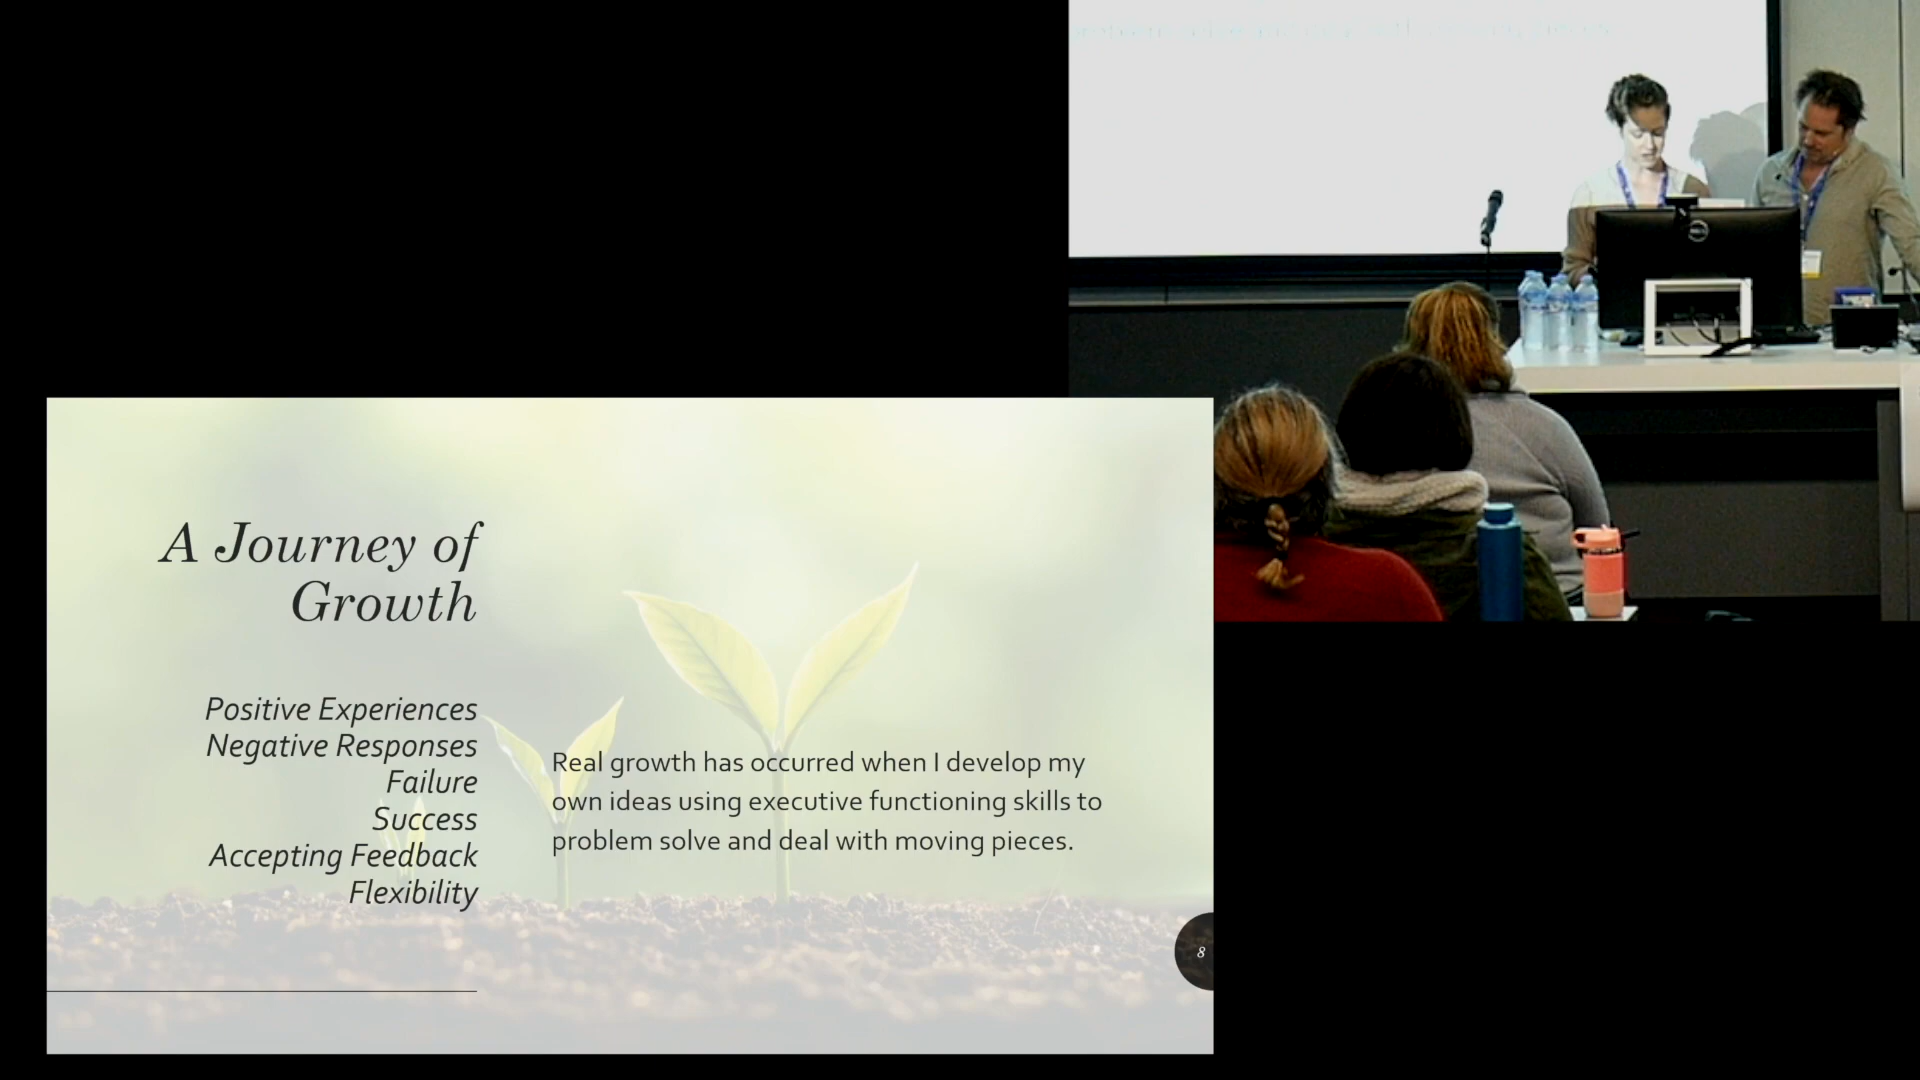 A Journey of
Growth
Positive Experiences
Negative Responses
Failure
Success
Accepting Feedback
Flexibility
Real growth has occurred when I develop my
own ideas using executive functioning skills to
problem solve and deal with moving pieces.
8